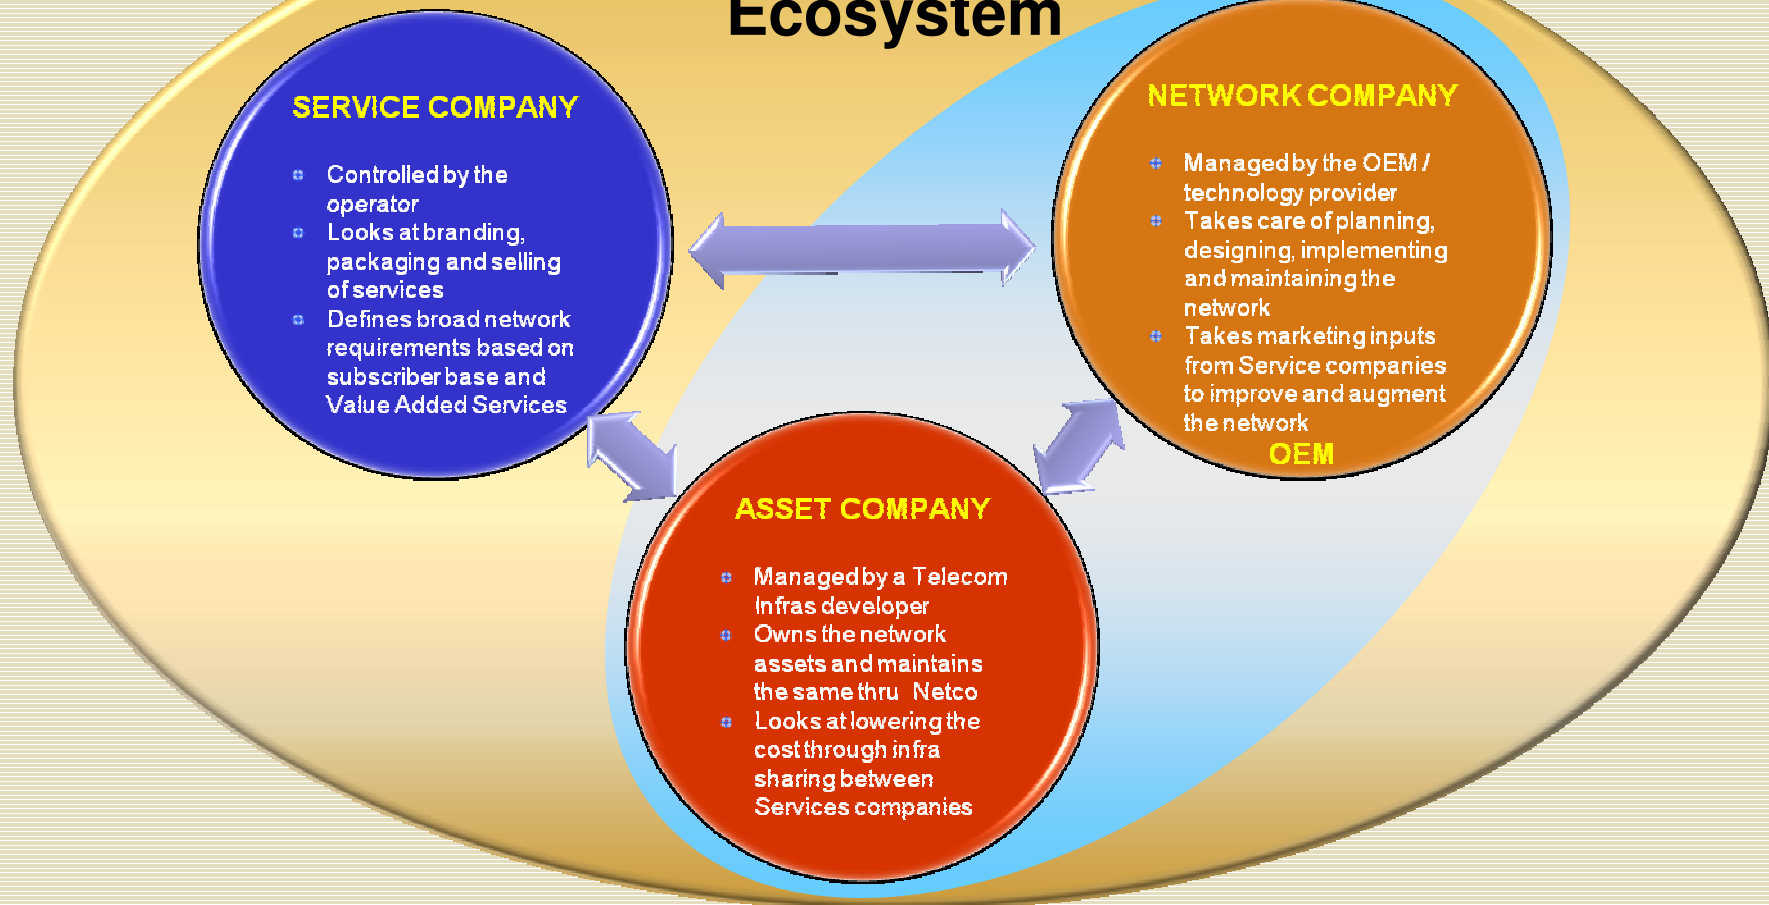 Ecosystem
SERVICE COMPANY
Controlled by the
operator
Looks at branding,
packaging and selling
of services
Defines broad network
requirements based on
subscriber base and
Value Added Services
NETWORK COMPANY
Managed by the OEM /
technology provider
Takes care of planning,
designing, implementing
and maintaining the
network
Takes marketing inputs
from Service companies
to improve and augment
the network
OEM
ASSET COMPANY
Managed by a Telecom
Infras developer
Owns the network
assets and maintains
the same thru Netco
Looks at lowering the
cost through infra
sharing between
Services companies